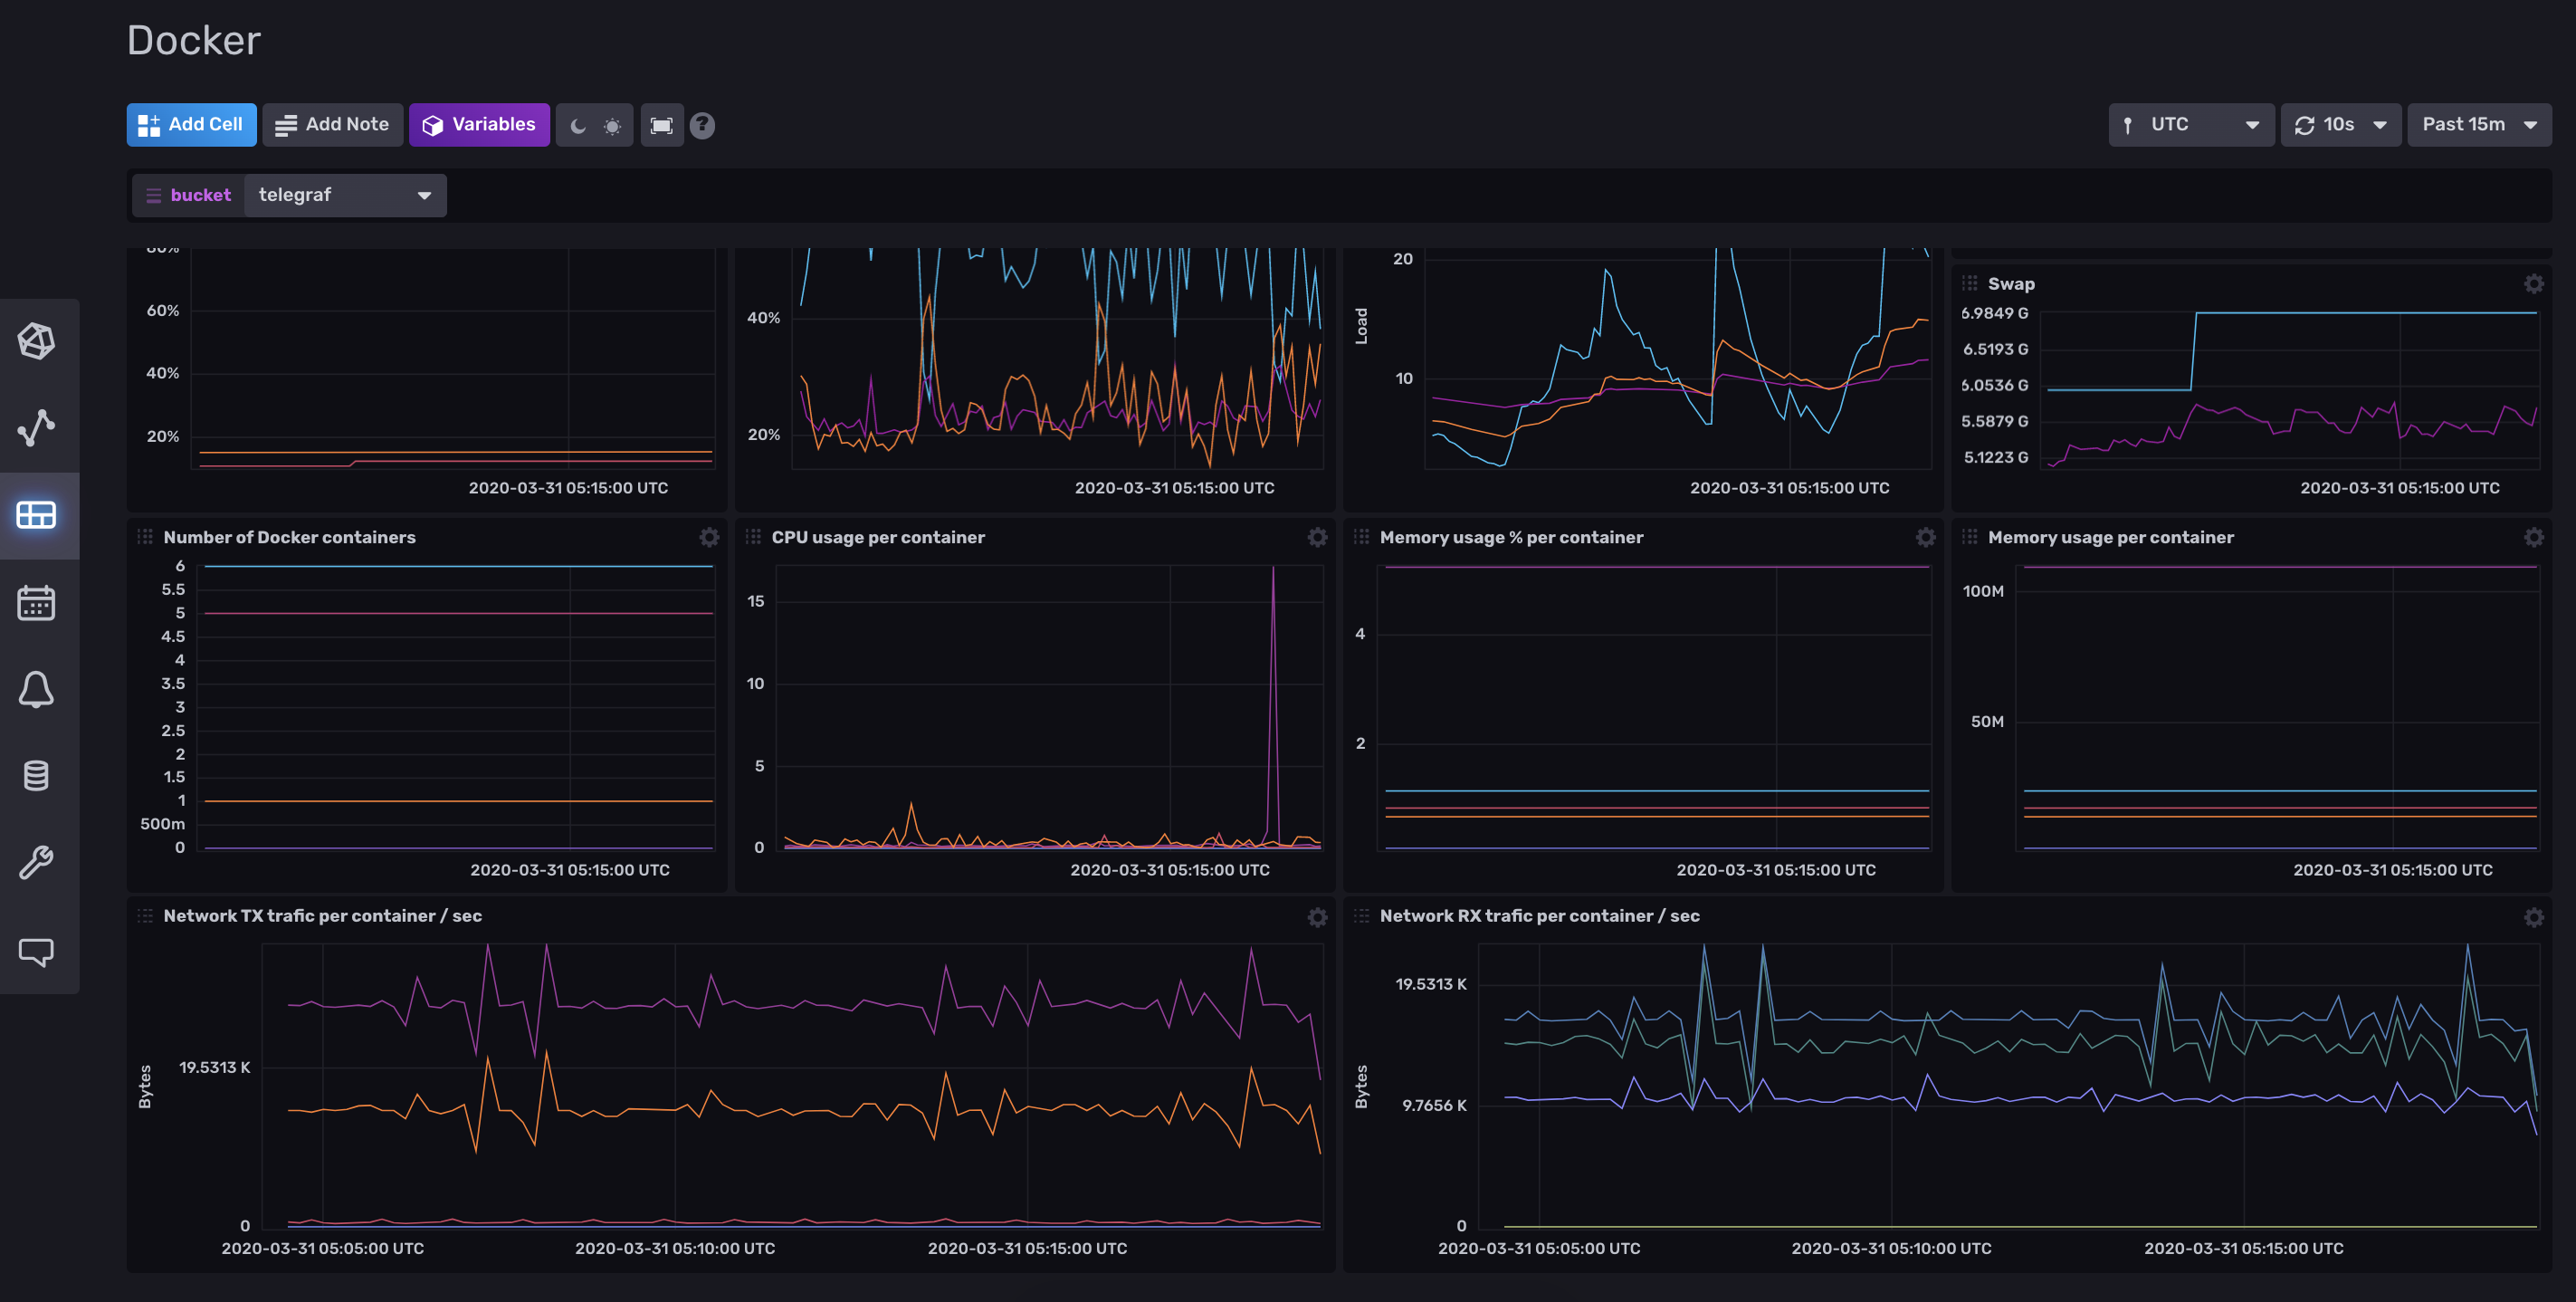 Docker
Add Cell
Add Note
Variables
?
UTC
10s
Past 15m
bucket
telegraf
80%
60%
40%
20%
2020-03-31 05:15:00 UTC
40%
20%
2020-03-31 05:15:00 UTC
Load
20
10
2020-03-31 05:15:00 UTC
Swap
6.9849 G
6.5193 G
6.0536 G
5.5879 G
5.1223 G
2020-03-31 05:15:00 UTC
Number of Docker containers
6
5.5
5
4.5
4
3.5
3
2.5
2
1.5
1
500m
0
2020-03-31 05:15:00 UTC
CPU usage per container
15
10
5
0
2020-03-31 05:15:00 UTC
Memory usage % per container
4
2
2020-03-31 05:15:00 UTC
Memory usage per container
100M
50M
2020-03-31 05:15:00 UTC
Network TX trafic per container / sec
Bytes
19.5313 K
0
2020-03-31 05:05:00 UTC
2020-03-31 05:10:00 UTC
2020-03-31 05:15:00 UTC
Network RX trafic per container / sec
Bytes
19.5313 K
9.7656 K
0
2020-03-31 05:05:00 UTC
2020-03-31 05:10:00 UTC
2020-03-31 05:15:00 UTC